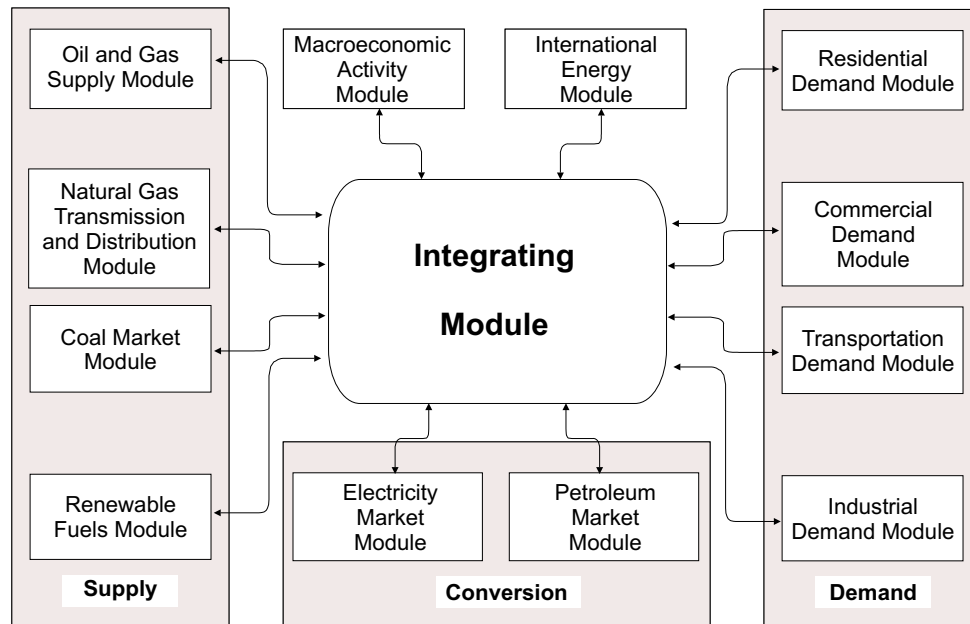 Oil and Gas
Supply Module
Natural Gas
Transmission
and Distribution
Module
Coal Market
Module
Renewable
Fuels Module
Supply
Macroeconomic
Activity
Module
International
Energy
Module
Integrating
Module
Electricity
Market
Module
Petroleum
Market
Module
Conversion
Residential
Demand Module
Commercial
Demand
Module
Transportation
Demand Module
Industrial
Demand Module
Demand